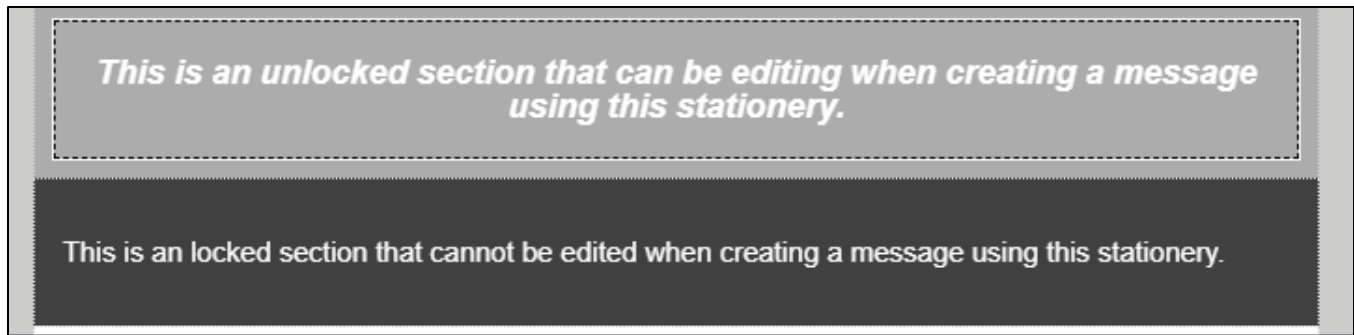 This is an unlocked section that can be editing when creating a message
using this stationery.
This is an locked section that cannot be edited when creating a message using this stationery.